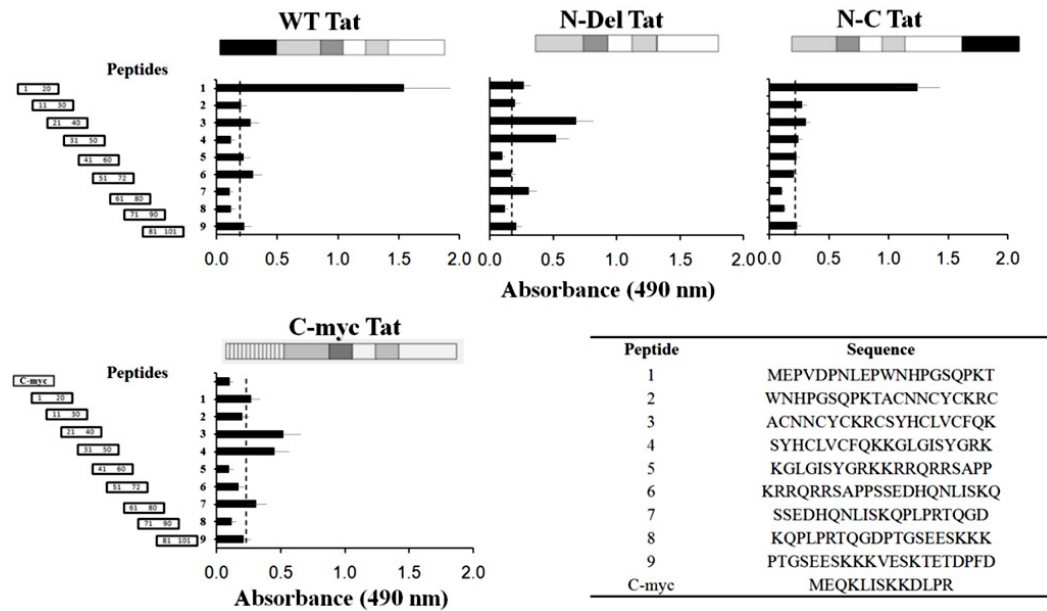 WT Tat
N-Del Tat
N-C Tat
Peptides
1 20
11 30
21 40
31 50
41 60
51 72
61 80
71 90
81 101
1
2
3
4
5
6
7
8
9
0.0 0.5 1.0 1.5 2.0
0.0 0.5 1.0 1.5 2.0
0.0 0.5 1.0 1.5 2.0
Absorbance (490 nm)
C-myc Tat
Peptides
C-myc
1 20
11 30
21 40
31 50
41 60
51 72
61 80
71 90
81 101
1
2
3
4
5
6
7
8
9
0.0 0.5 1.0 1.5 2.0
Absorbance (490 nm)
Peptide Sequence
1 MEPVDPNLEPWNHPGSQPKT
2 WNHPGSQPKTACNNCYCKRC
3 ACNNCYCKRCSYHCLVCFQK
4 SYHCLVCFQKKGLGISYGRK
5 KGLGISYGRKKRRQRRSAPP
6 KRRQRRSAPPSSEDHQNLISKQ
7 SSEDHQNLISKQPLPRTQGD
8 KQPLPRTQGDPTGSEESKKK
9 PTGSEESKKKVESKTETDPFD
C-myc MEQKLISKKDLPR